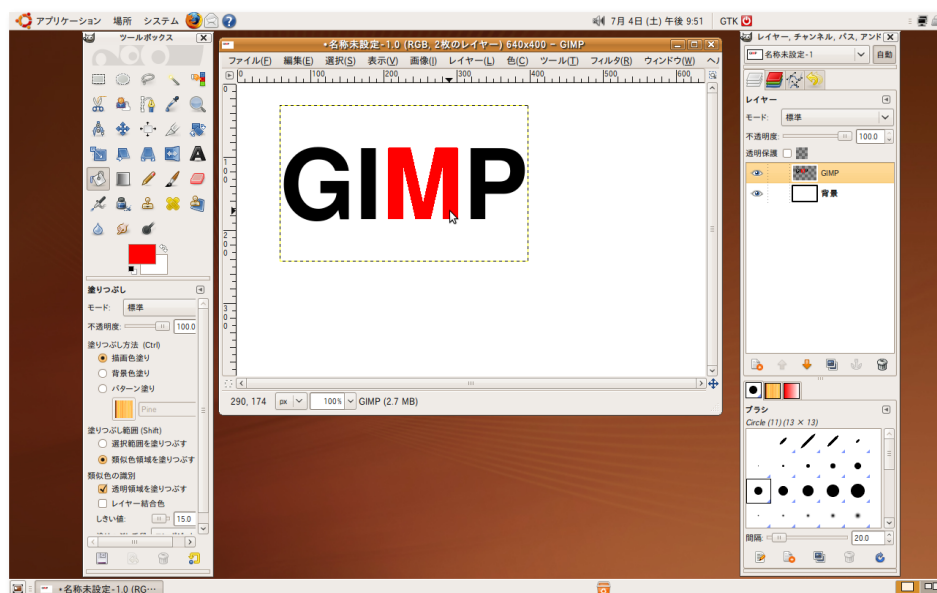 アプリケーション 場所 システム
7月 4日 (土) 午後 9:51 GTK
ツールボックス
•名称未設定-1.0 (RGB, 2枚のレイヤー) 640x400 – GIMP
ファイル(F) 編集(E) 選択(S) 表示(V) 画像(I) レイヤー(L) 色(C) ツール(T) フィルタ(R) ウィンドウ(W) ヘ
0 100 200 300 400 500 600
0
100
200
300
GIMP
290, 174 px 100% GIMP (2.7 MB)
塗りつぶし
モード: 標準
不透明度: 100.0
塗りつぶし方法 (Ctrl)
描画色塗り
背景色塗り
パターン塗り
Pine
塗りつぶし範囲 (Shift)
選択範囲を塗りつぶす
類似色領域を塗りつぶす
類似色の識別
透明領域を塗りつぶす
レイヤー結合色
しきい値: 15.0
レイヤー, チャンネル, パス, アンド
名称未設定-1 自動
レイヤー
モード: 標準
不透明度: 100.0
透明保護
GIMP
背景
ブラシ
Circle (11) (13 × 13)
間隔: 20.0
•名称未設定-1.0 (RG…